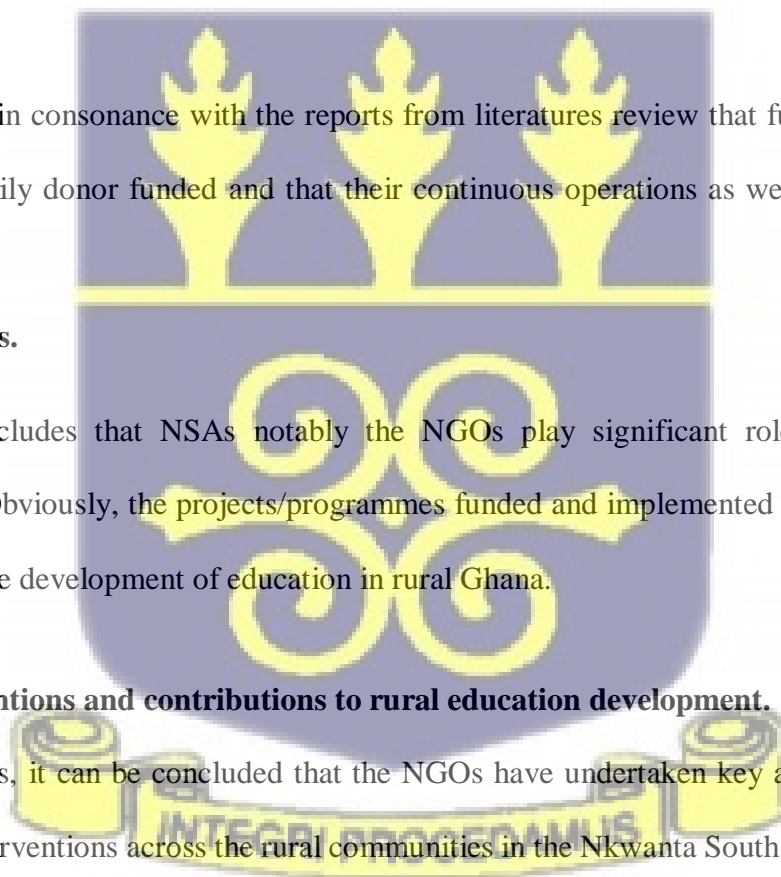 in consonance with the reports from literatures review that fu
ily donor funded and that their continuous operations as we
s.
cludes that NSAs notably the NGOs play significant rol
Obviously, the projects/programmes funded and implemented
e development of education in rural Ghana.
ntions and contributions to rural education development.
s, it can be concluded that the NGOs have undertaken key a
erventions across the rural communities in the Nkwanta South
INTEGRI PROCEDAMUS